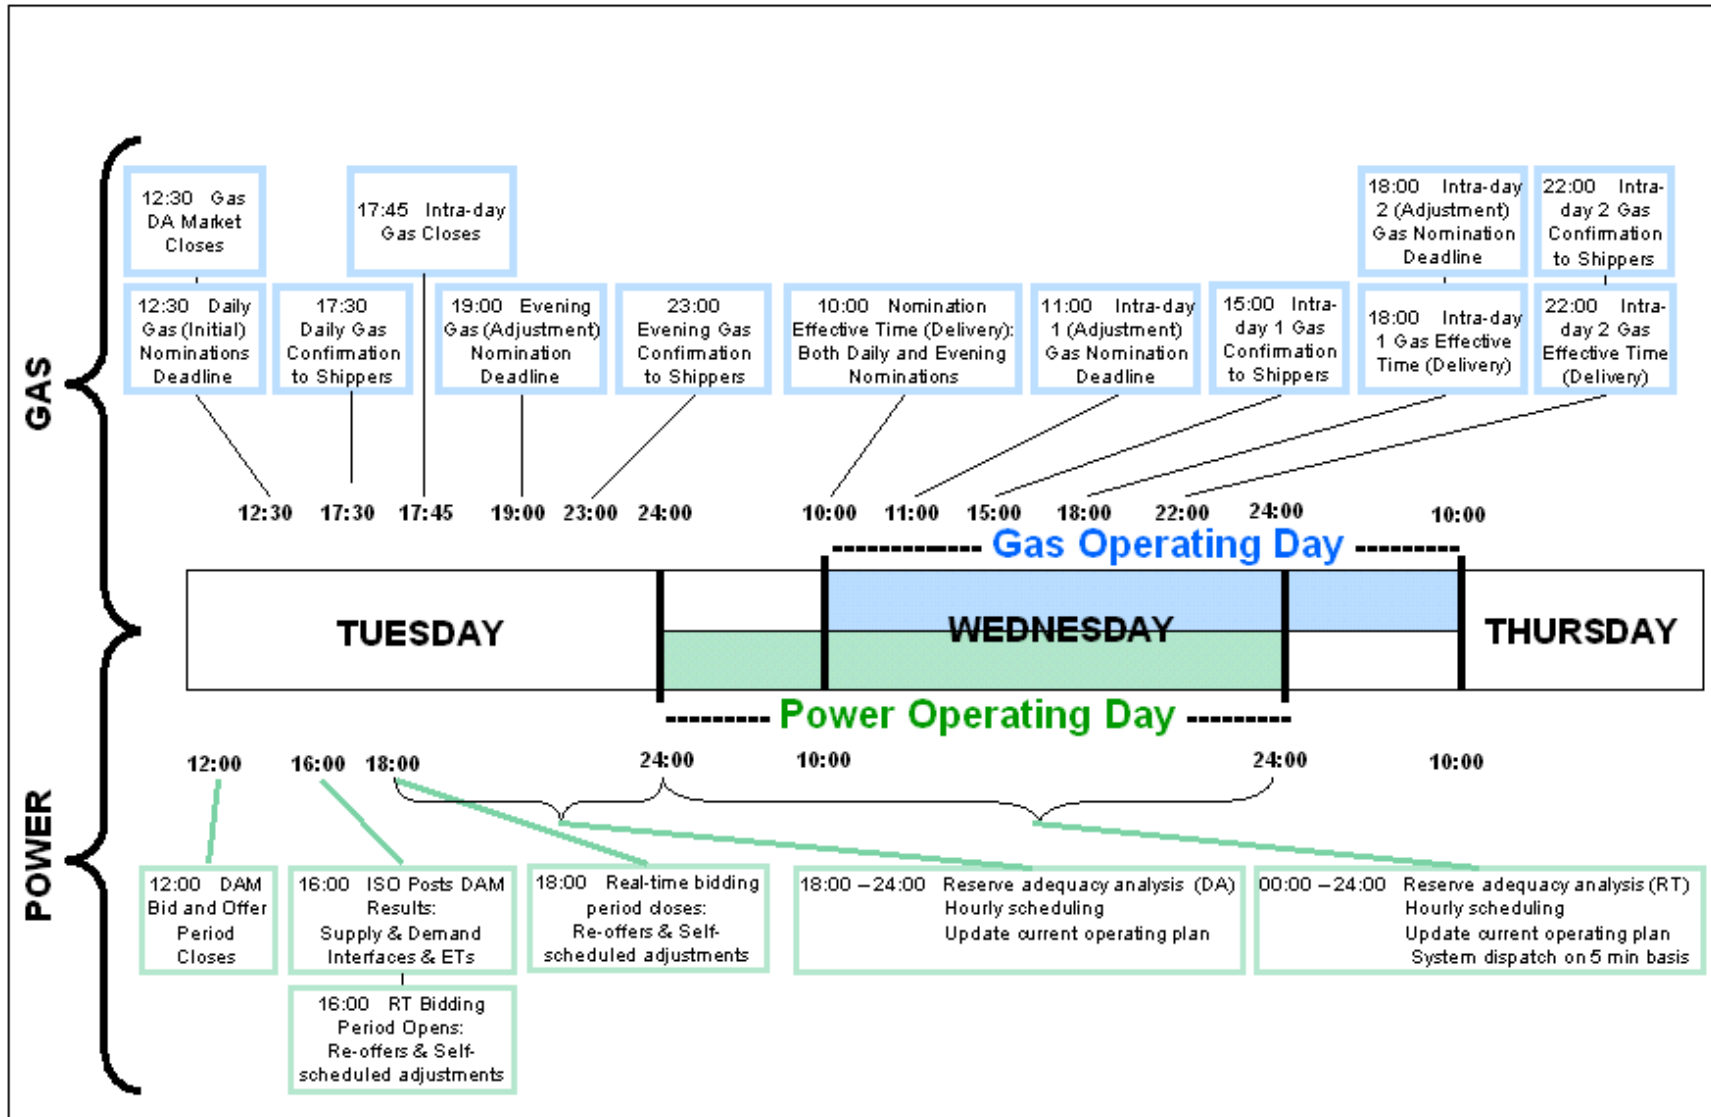 GAS
12:30 Gas
DA Market
Closes
17:45 Intra-day
Gas Closes
18:00 Intra-day
2 (Adjustment)
Gas Nomination
Deadline
22:00 Intra-
day 2 Gas
Confirmation
to Shippers
12:30 Daily
Gas (Initial)
Nominations
Deadline
17:30
Daily Gas
Confirmation
to Shippers
19:00 Evening
Gas (Adjustment)
Nomination
Deadline
23:00
Evening Gas
Confirmation
to Shippers
10:00 Nomination
Effective Time (Delivery):
Both Daily and Evening
Nominations
11:00 Intra-day
1 (Adjustment)
Gas Nomination
Deadline
15:00 Intra-
day 1 Gas
Confirmation
to Shippers
18:00 Intra-day
1 Gas Effective
Time (Delivery)
22:00 Intra-
day 2 Gas
Effective Time
(Delivery)
12:30 17:30 17:45 19:00 23:00 24:00 10:00 11:00 15:00 18:00 22:00 24:00 10:00
Gas Operating Day
TUESDAY WEDNESDAY THURSDAY
Power Operating Day
12:00 16:00 18:00 24:00 10:00 24:00 10:00
POWER
12:00 DAM
Bid and Offer
Period
Closes
16:00 ISO Posts DAM
Results:
Supply & Demand
Interfaces & ETs
18:00 Real-time bidding
period closes:
Re-offers & Self-
scheduled adjustments
18:00 – 24:00 Reserve adequacy analysis (DA)
Hourly scheduling
Update current operating plan
00:00 – 24:00 Reserve adequacy analysis (RT)
Hourly scheduling
Update current operating plan
System dispatch on 5 min basis
16:00 RT Bidding
Period Opens:
Re-offers & Self-
scheduled adjustments